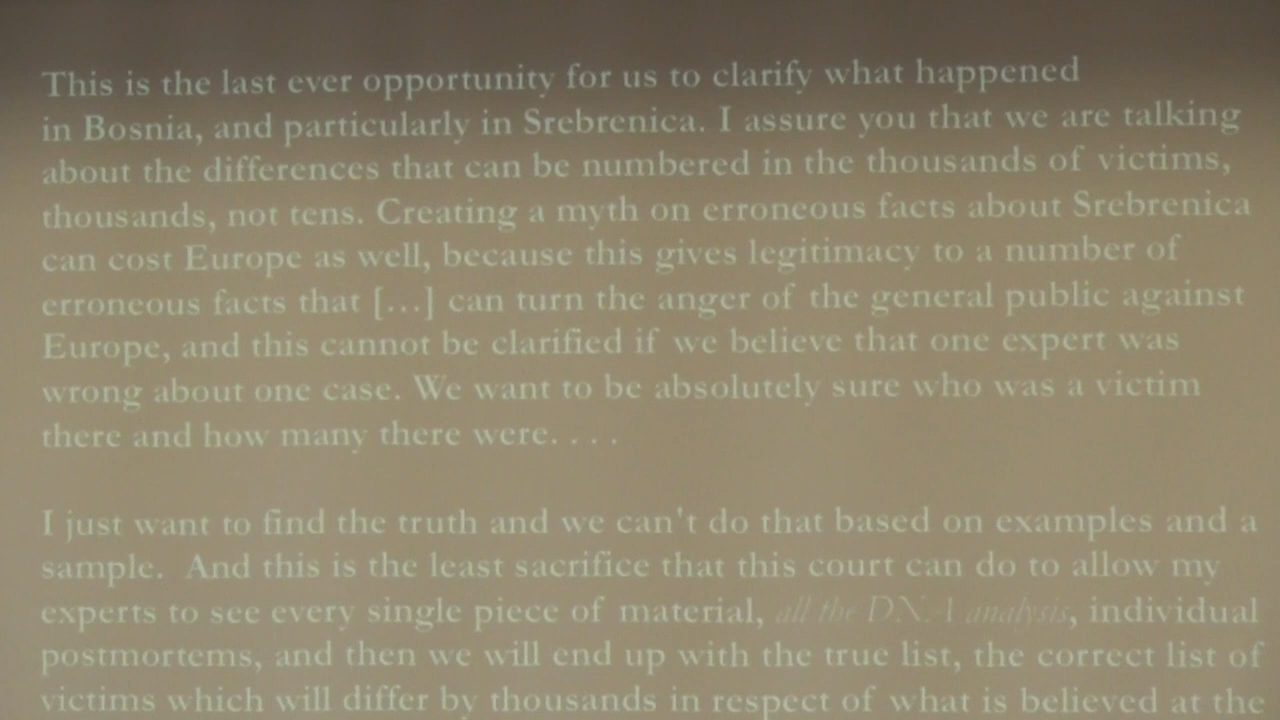 This is the last ever opportunity for us to clarify what happened
in Bosnia, and particularly in Srebrenica. I assure you that we are talking
about the differences that can be numbered in the thousands of victims,
thousands, not tens. Creating a myth on erroneous facts about Srebrenica
can cost Europe as well, because this gives legitimacy to a number of
erroneous facts that [...] can turn the anger of the general public against
Europe, and this cannot be clarified if we believe that one expert was
wrong about one case. We want to be absolutely sure who was a victim
there and how many there were. . . .
I just want to find the truth and we can't do that based on examples and a
sample. And this is the least sacrifice that this court can do to allow my
experts to see every single piece of material, all the DNA analysis, individual
postmortems, and then we will end up with the true list, the correct list of
victims which will differ by thousands in respect of what is believed at the